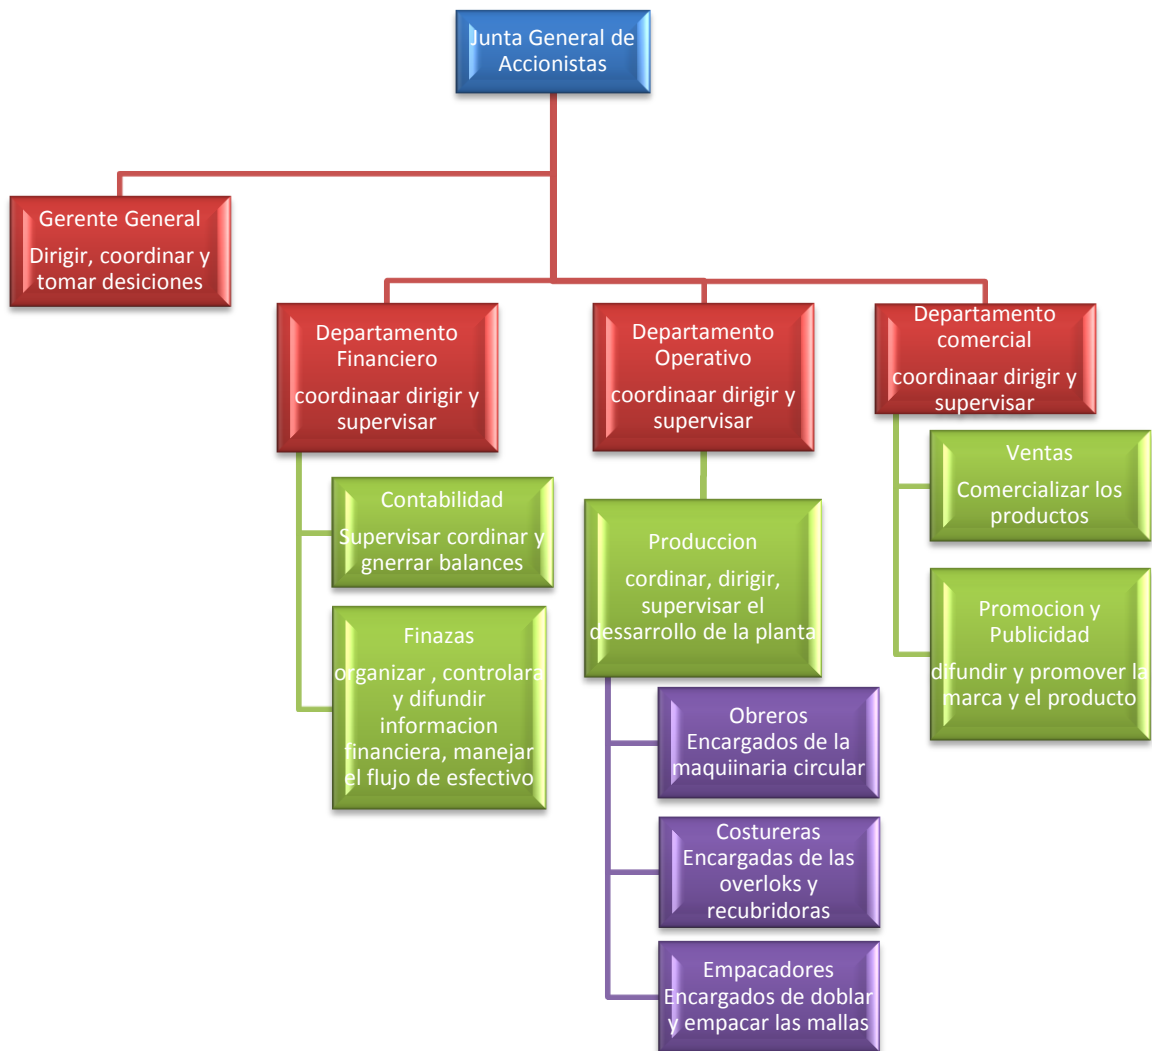 Junta General de
Accionistas
Gerente General
Dirigir, coordinar y
tomar desiciones
Departamento
Financiero
coordinaar dirigir y
supervisar
Contabilidad
Supervisar cordinar y
gnerrar balances
Finazas
organizar , controlara
y difundir
informacion
financiera, manejar
el flujo de esfectivo
Departamento
Operativo
coordinaar dirigir y
supervisar
Produccion
cordinar, dirigir,
supervisar el
dessarrollo de la planta
Obreros
Encargados de la
maquiinaria circular
Costureras
Encargadas de las
overloks y
recubridoras
Empacadores
Encargados de doblar
y empacar las mallas
Departamento
comercial
coordinaar dirigir y
supervisar
Ventas
Comercializar los
productos
Promocion y
Publicidad
difundir y promover la
marca y el producto